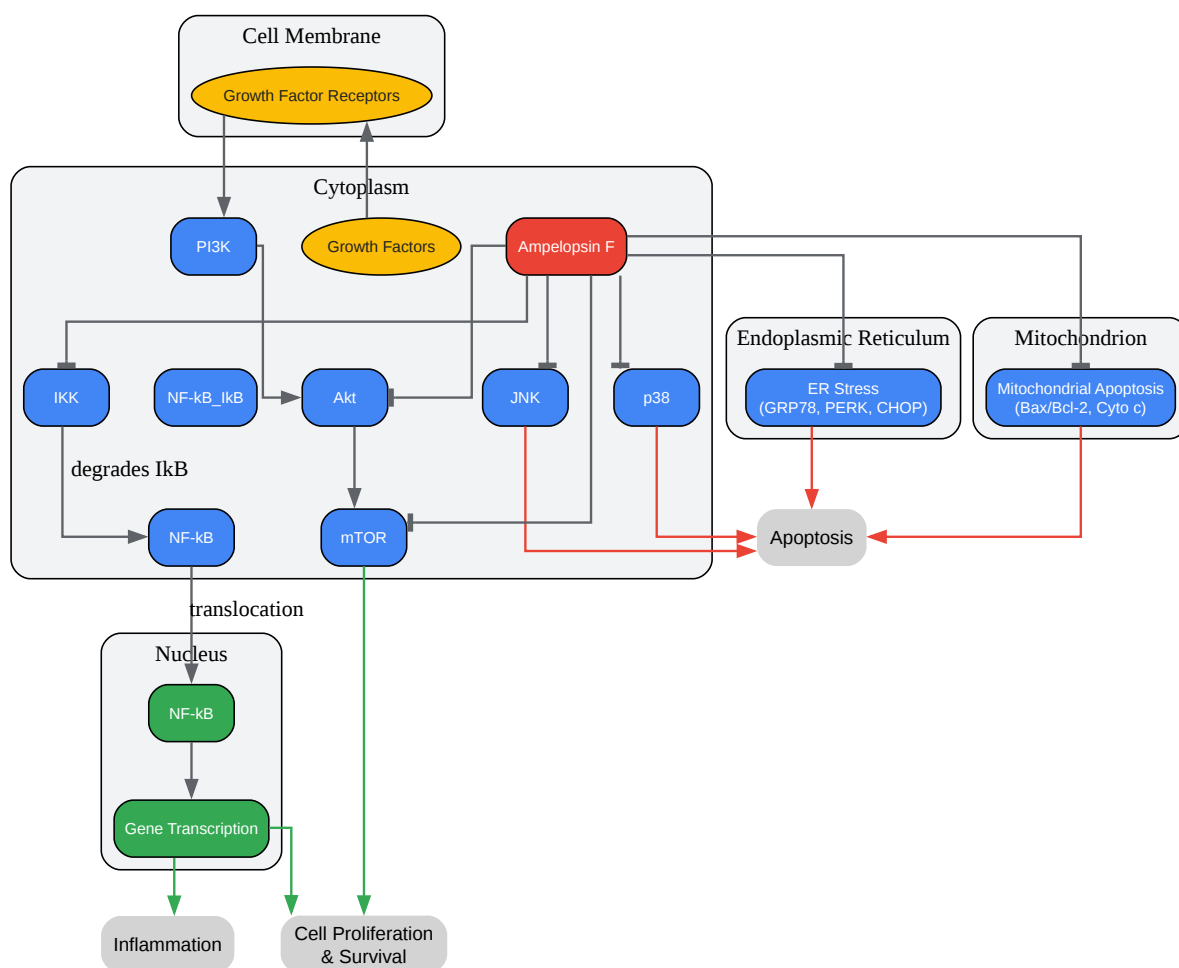 Cell Membrane
Growth Factor Receptors
Cytoplasm
PI3K
Growth Factors
Ampelopsin F
Endoplasmic Reticulum
Mitochondrion
IKK
NF-kB_IkB
Akt
JNK
p38
ER Stress
(GRP78, PERK, CHOP)
Mitochondrial Apoptosis
(Bax/Bcl-2, Cyto c)
degrades IkB
NF-kB
mTOR
Apoptosis
translocation
Nucleus
NF-kB
Gene Transcription
Inflammation
Cell Proliferation
& Survival